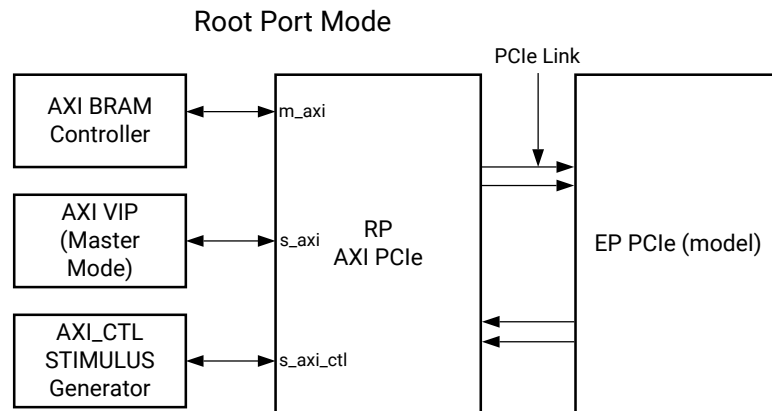 Root Port Mode
PCIe Link
AXI BRAM
Controller
m_axi
AXI VIP
(Master
Mode)
s_axi
RP
AXI PCIe
EP PCIe (model)
AXI_CTL
STIMULUS
Generator
s_axi_ctl